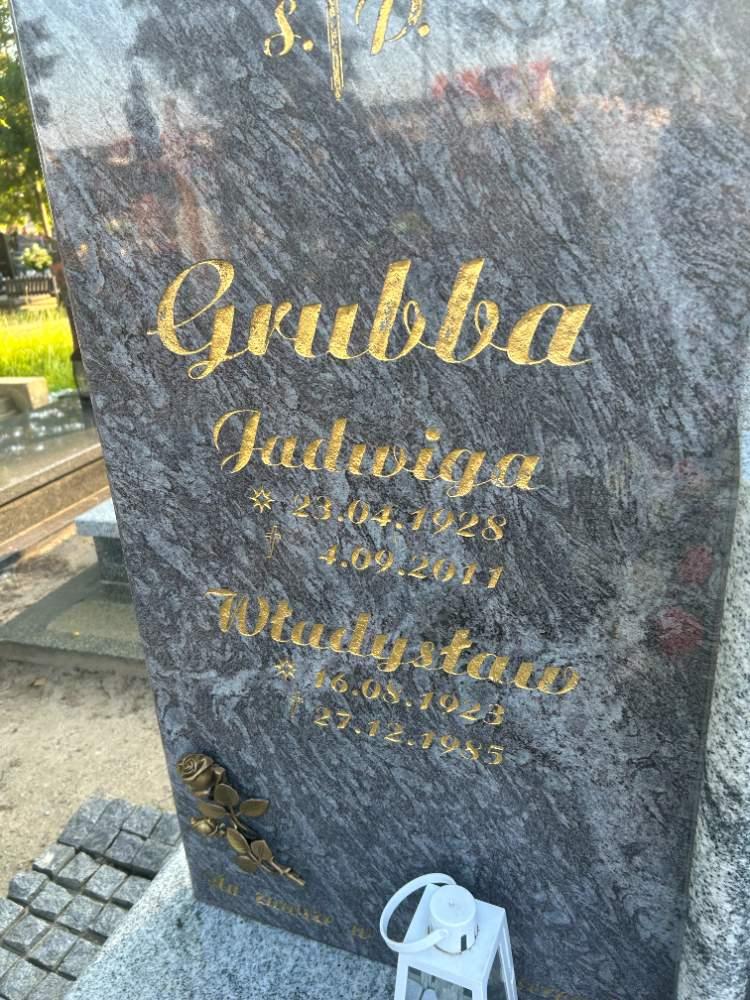 Ś. P.
Grubba
Jadwiga
23.04.1928
4.09.2011
Władysław
16.08.1923
27.12.1985